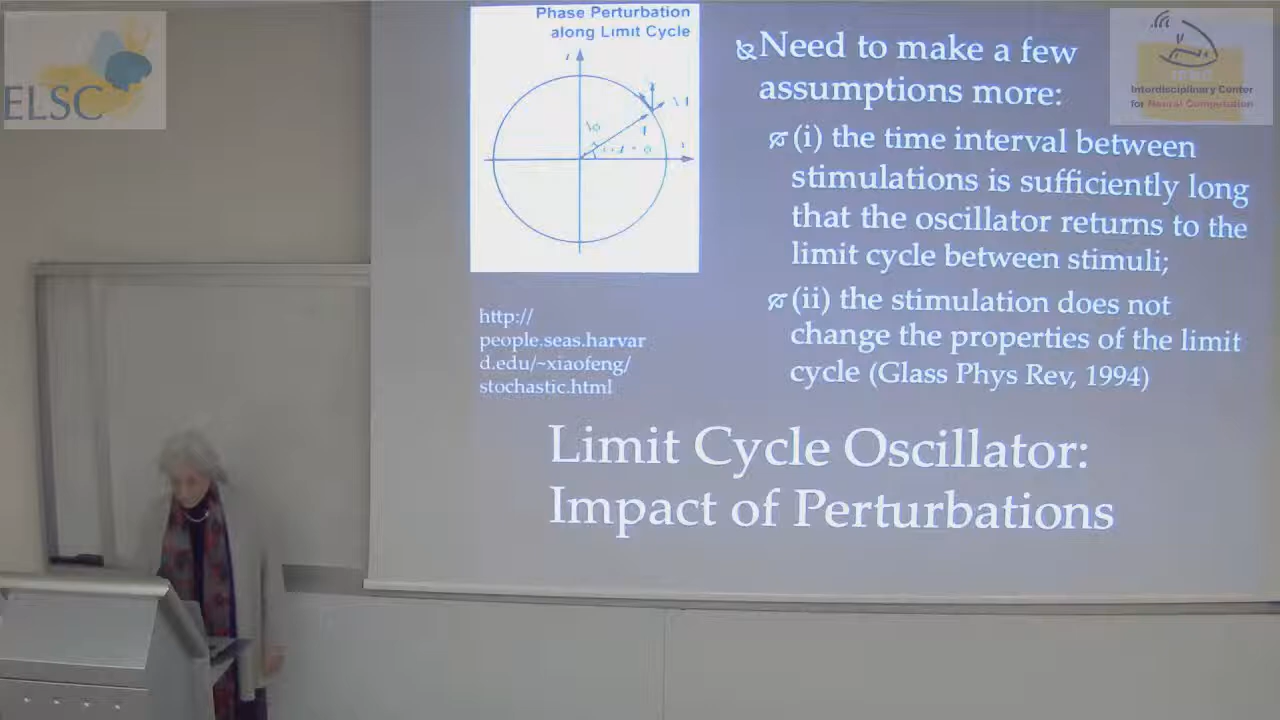 Phase Perturbation
along Limit Cycle
http://
people.seas.harvar
d.edu/~xiaofeng/
stochastic.html
Need to make a few
assumptions more:
(i) the time interval between
stimulations is sufficiently long
that the oscillator returns to the
limit cycle between stimuli;
(ii) the stimulation does not
change the properties of the limit
cycle (Glass Phys Rev, 1994)
Limit Cycle Oscillator:
Impact of Perturbations
ELSC
Interdisciplinary Center
for Neural Computation